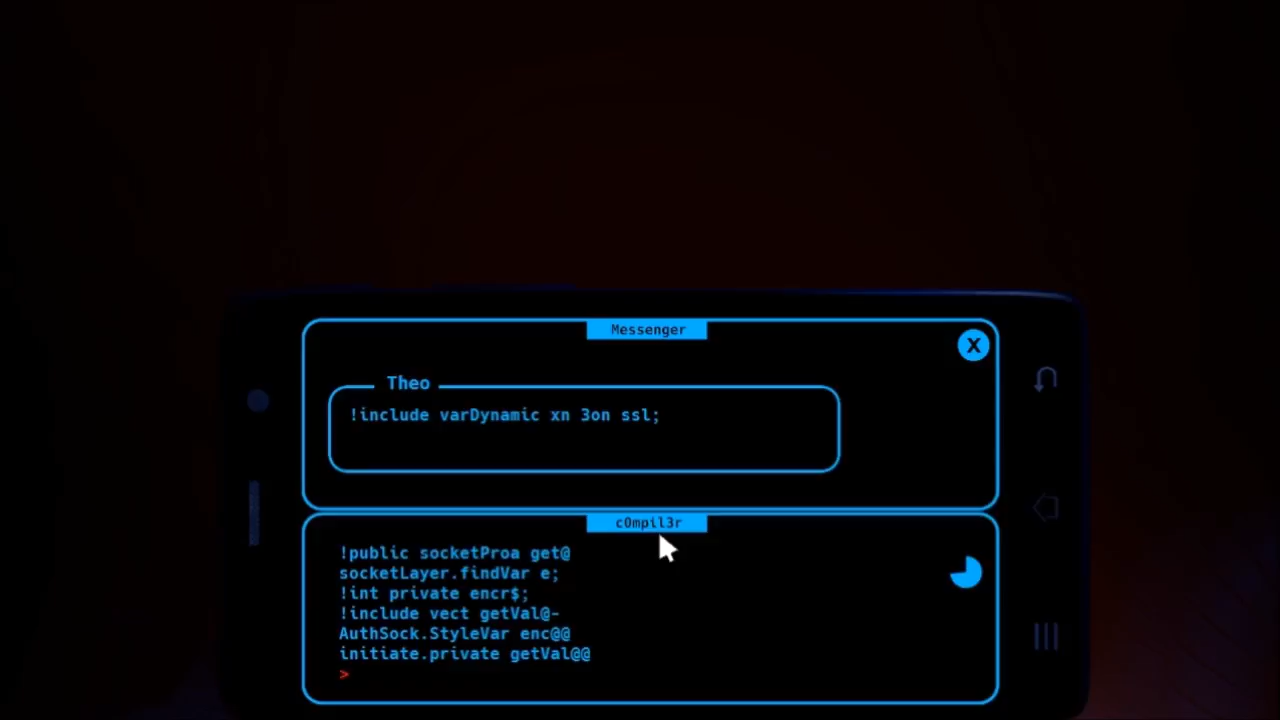 Messenger
X
Theo
!include varDynamic xn 3on ssl;
c0mpil3r
!public socketProa get@
socketLayer.findVar e;
!int private encr$;
!include vect getVal@-
AuthSock.StyleVar enc@@
initiate.private getVal@@
>